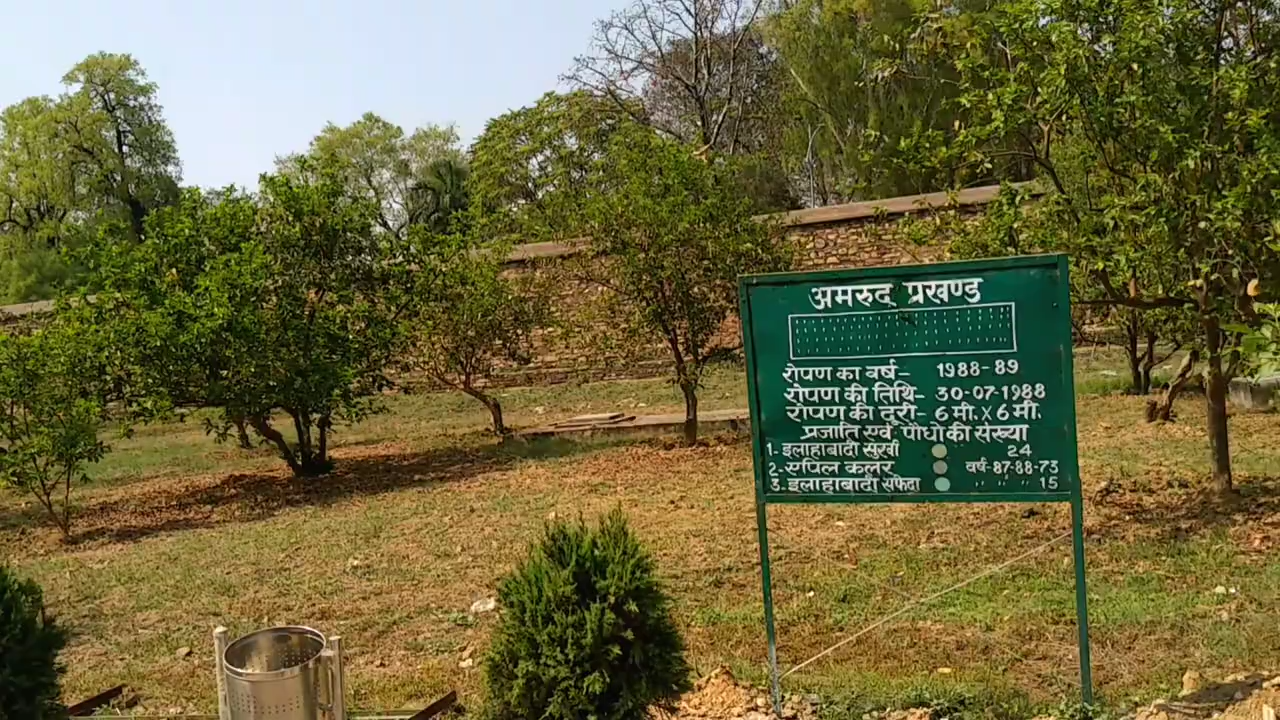 अमरुद प्रखण्ड
रोपण का वर्ष- 1988-89
रोपण की तिथि- 30-07-1988
रोपण की दूरी- 6 मी. X 6 मी.
प्रजाति एवं पौधो की संख्या
1- इलाहाबादी सुर्खा 24
2- एपिल कलर वर्ष-87-88-73
3- इलाहाबादी सफेदा " " " 15